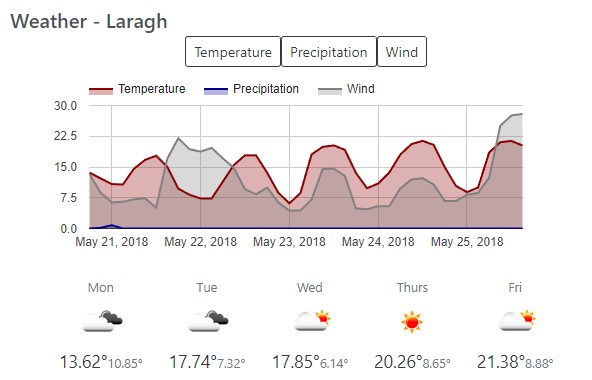 Weather - Laragh
Temperature Precipitation Wind
Temperature Precipitation Wind
30.0
22.5
15.0
7.5
0.0
May 21, 2018 May 22, 2018 May 23, 2018 May 24, 2018 May 25, 2018
Mon Tue Wed Thurs Fri
13.62°10.85° 17.74°7.32° 17.85°6.14° 20.26°8.65° 21.38°8.88°